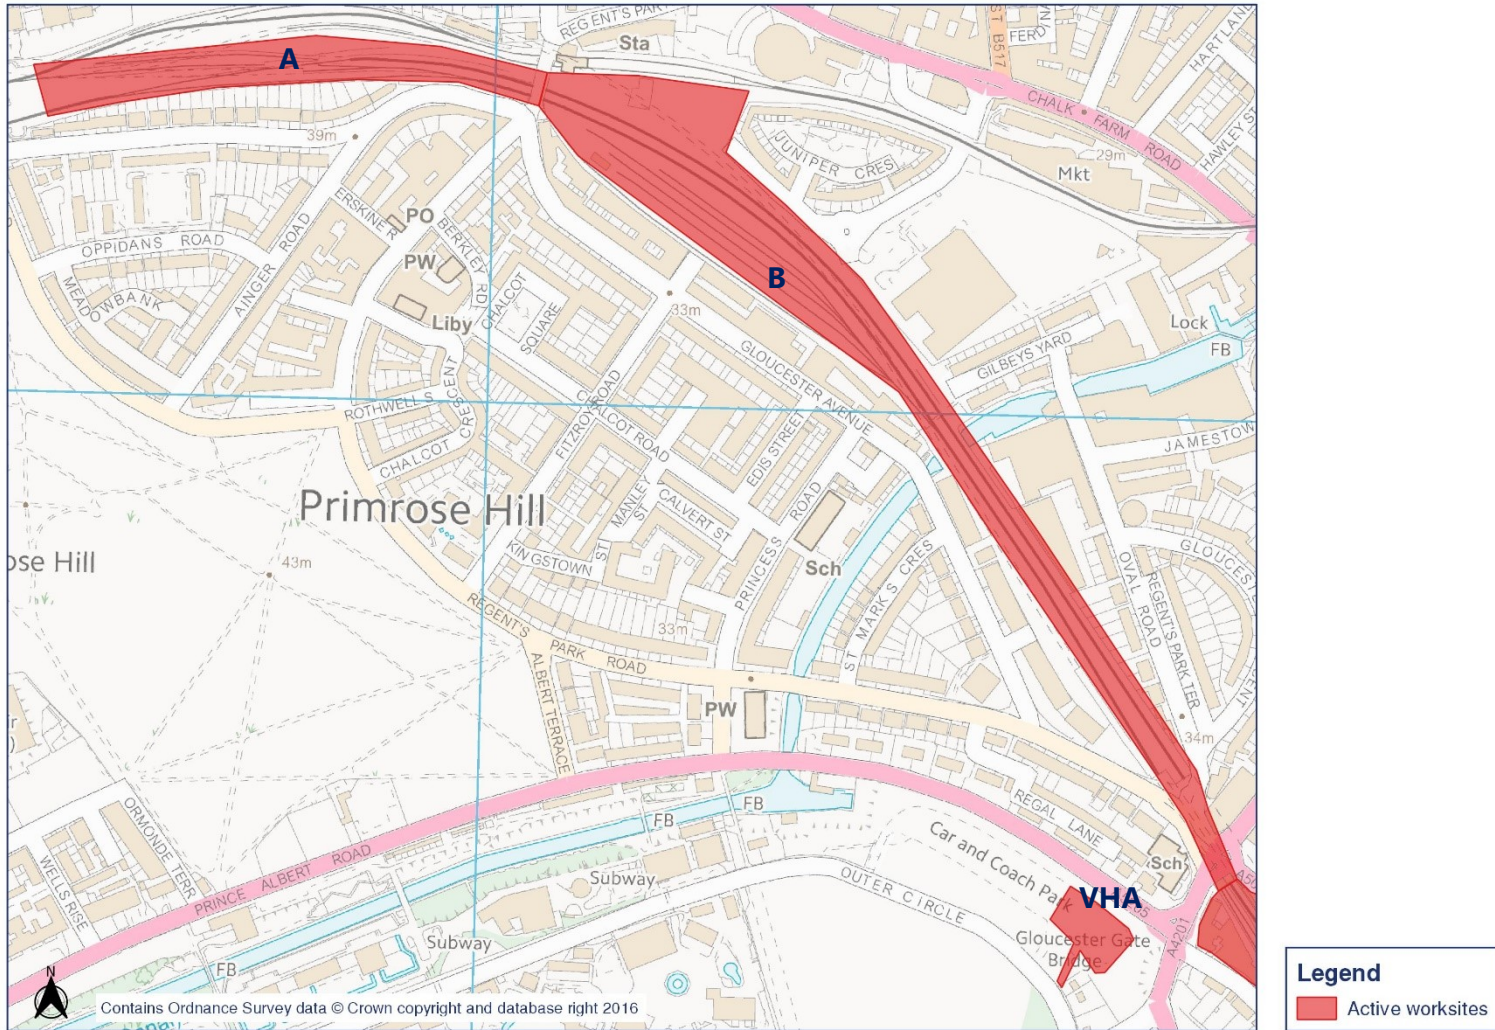 REGENT'S PAR
Sta
ST B517
FERDYNA
HARTLAN
A
CHALK FARM ROAD
HAWLEY ST
39m
29m
Mkt
JUNIPER CRES
ERSKINE R
PO
BERKLEY RD
PW
OPPIDANS ROAD
AINGER ROAD
MEADOWBANK
CHALCOT SQUARE
Liby
33m
B
Lock
FB
GILBEYS YARD
GLOUCESTER AVENUE
ROTHWELL S
CHALCOT CRESCENT
FITZROY ROAD
CHALCOT ROAD
EDIS STREET
JAMESTOW
Primrose Hill
MANLEY ST
CALVERT ST
KINGSTOWN ST
PRINCESS ROAD
Sch
ST MARK'S CRES
OVAL ROAD
REGENT'S PARK TER
GLOUCESTE
ose Hill
43m
33m
REGENT'S PARK ROAD
ALBERT TERRACE
PW
34m
CENT
ir
)
ORMONDE TERR
WELLS RISE
PRINCE ALBERT ROAD
FB
FB
FB
REGAL LANE
Car and Coach Park
Sch
A50
VHA
Subway
Subway
OUTER CIRCLE
Gloucester Gate
Bridge
A4201
N
Contains Ordnance Survey data © Crown copyright and database right 2016
Legend
Active worksites